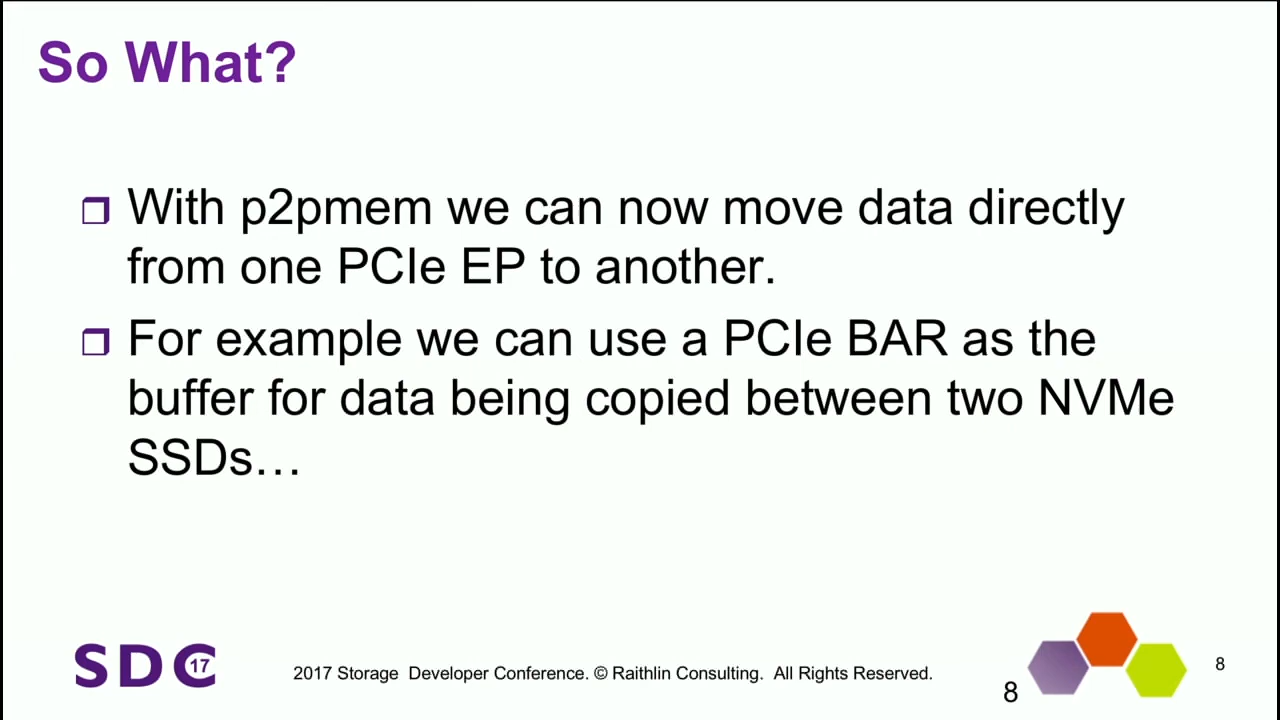 So What?
With p2pmem we can now move data directly
from one PCIe EP to another.
For example we can use a PCIe BAR as the
buffer for data being copied between two NVMe
SSDs…
SDC 17
2017 Storage Developer Conference. © Raithlin Consulting. All Rights Reserved.
8
8